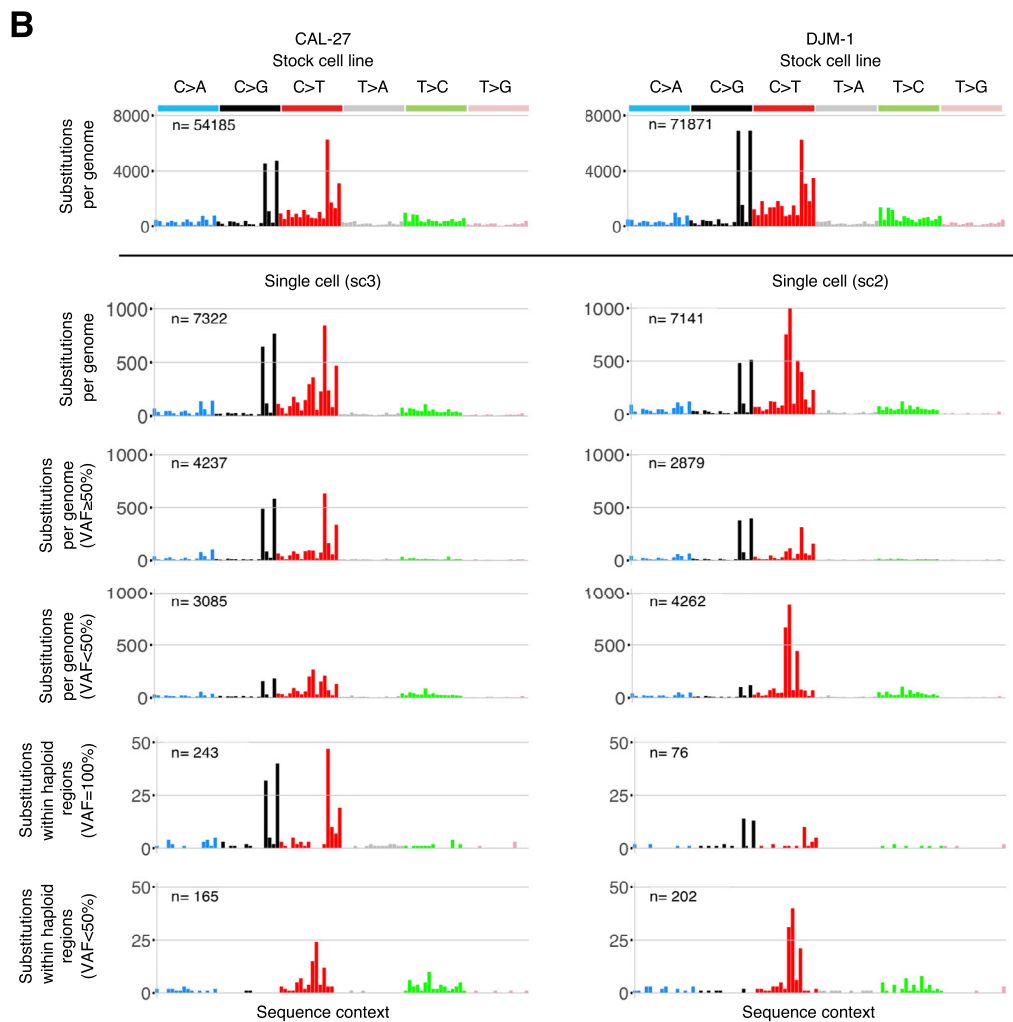 B
CAL-27
Stock cell line
DJM-1
Stock cell line
C>A C>G C>T T>A T>C T>G
C>A C>G C>T T>A T>C T>G
Substitutions
per genome
8000
4000
0
n= 54185
8000
4000
0
n= 71871
Single cell (sc3)
Single cell (sc2)
Substitutions
per genome
1000
500
0
n= 7322
1000
500
0
n= 7141
Substitutions
per genome
(VAF≥50%)
1000
500
0
n= 4237
1000
500
0
n= 2879
Substitutions
per genome
(VAF<50%)
1000
500
0
n= 3085
1000
500
0
n= 4262
Substitutions
within haploid
regions
(VAF=100%)
50
25
0
n= 243
50
25
0
n= 76
Substitutions
within haploid
regions
(VAF<50%)
50
25
0
n= 165
50
25
0
n= 202
Sequence context
Sequence context